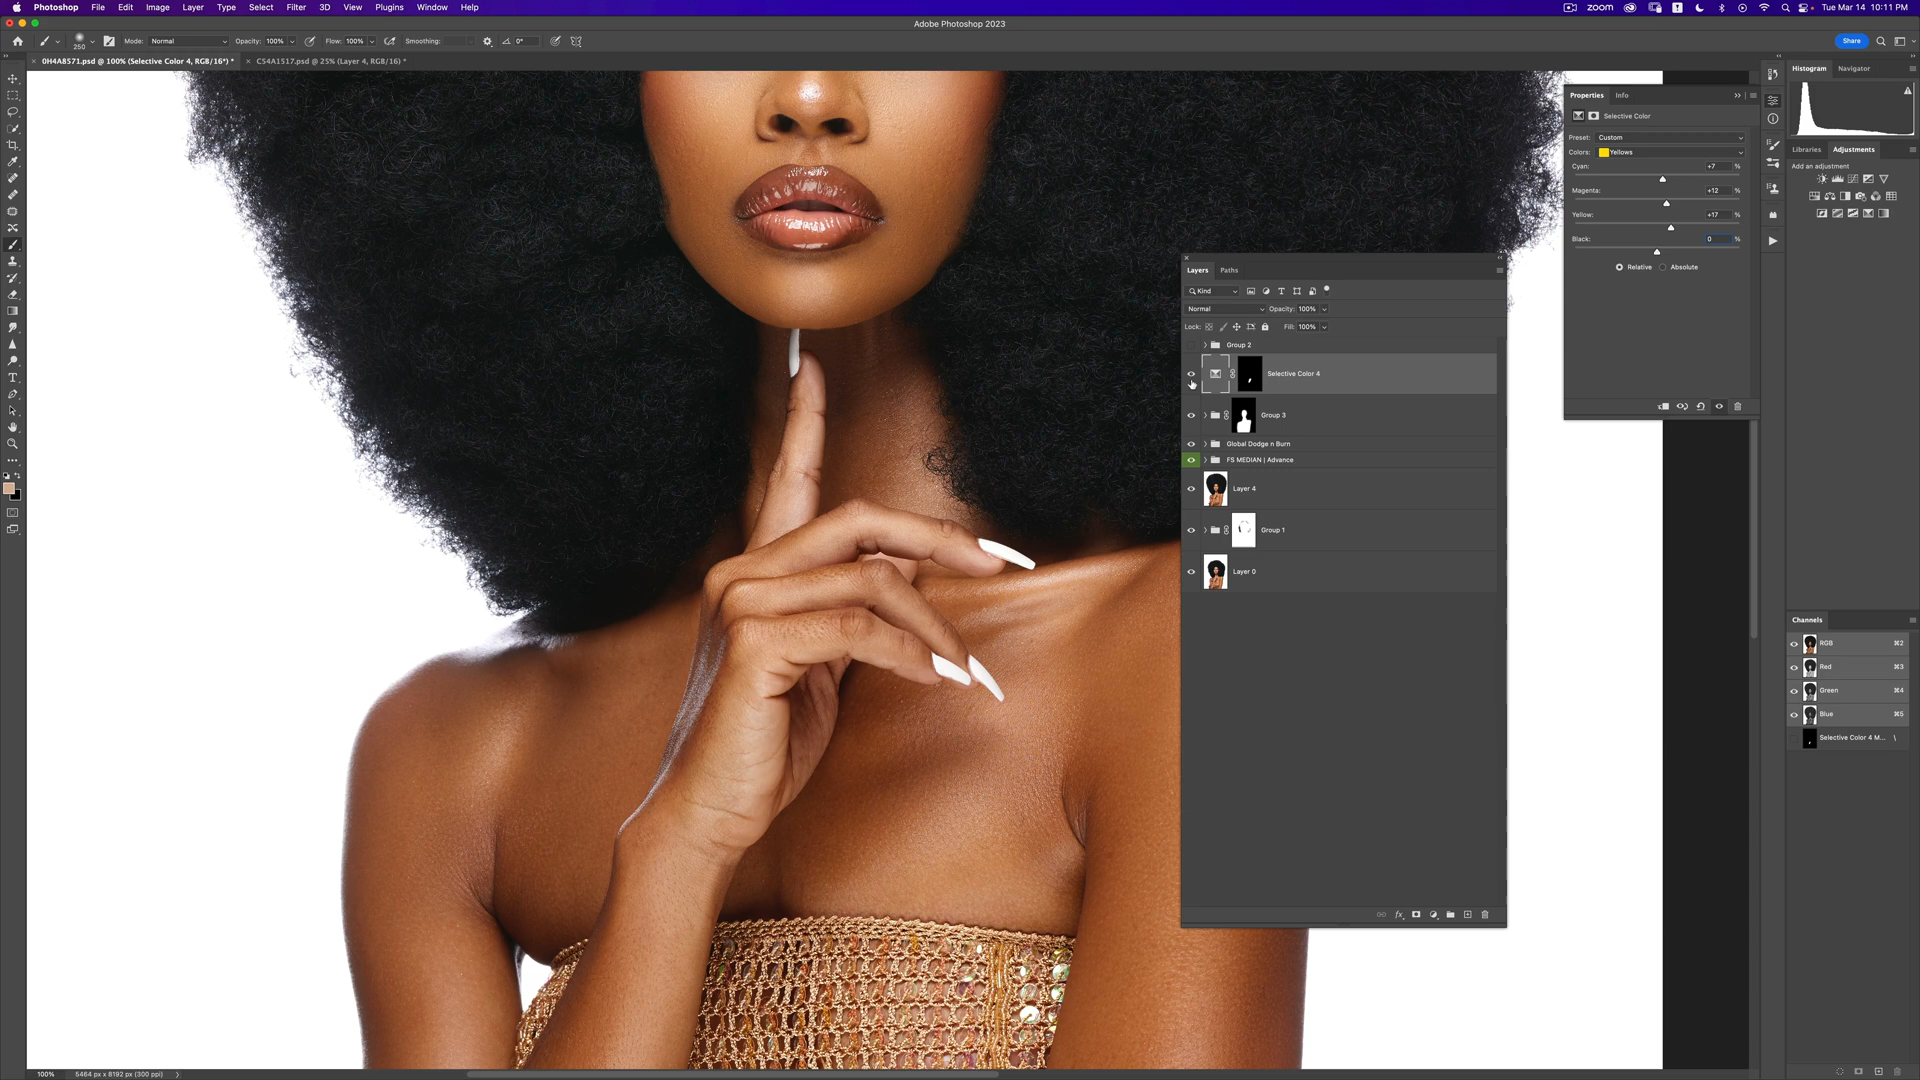 Photoshop File Edit Image Layer Type Select Filter 3D View Plugins Window Help zoom Tue Mar 14 10:11 PM
Adobe Photoshop 2023
250 Mode: Normal Opacity: 100% Flow: 100% Smoothing: 0° Share
0H4A8571.psd @ 100% (Selective Color 4, RGB/16*) * C54A1517.psd @ 25% (Layer 4, RGB/16) *
Properties Info
Selective Color
Preset: Custom
Colors: Yellows
Cyan: +7 %
Magenta: +12 %
Yellow: +17 %
Black: 0 %
Relative Absolute
Histogram Navigator
Libraries Adjustments
Add an adjustment
Layers Paths
Kind
Normal Opacity: 100%
Lock: Fill: 100%
Group 2
Selective Color 4
Group 3
Global Dodge n Burn
FS MEDIAN | Advance
Layer 4
Group 1
Layer 0
Channels
RGB ⌘2
Red ⌘3
Green ⌘4
Blue ⌘5
Selective Color 4 M... \
100% 5464 px x 8192 px (300 ppi)